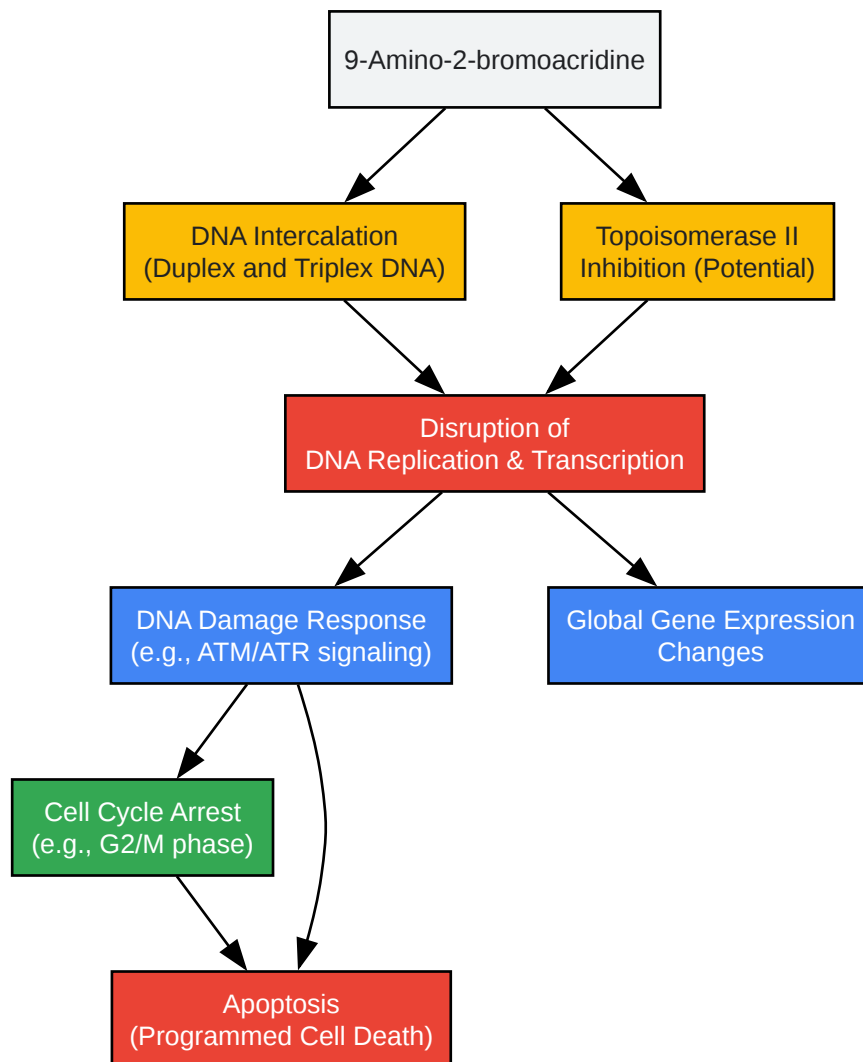 9-Amino-2-bromoacridine
DNA Intercalation
(Duplex and Triplex DNA)
Topoisomerase II
Inhibition (Potential)
Disruption of
DNA Replication & Transcription
DNA Damage Response
(e.g., ATM/ATR signaling)
Global Gene Expression
Changes
Cell Cycle Arrest
(e.g., G2/M phase)
Apoptosis
(Programmed Cell Death)